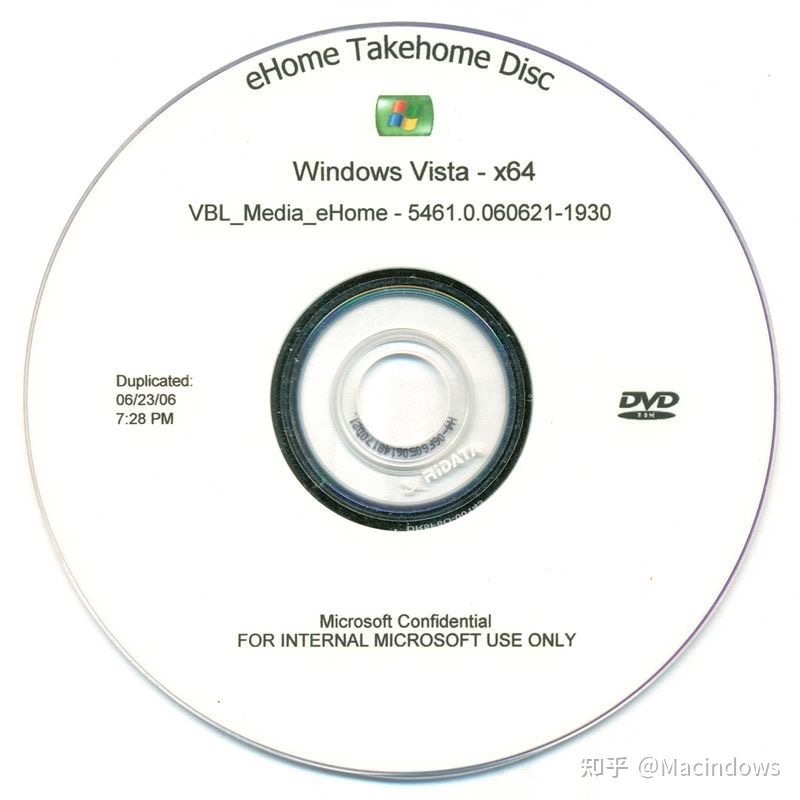 eHome Takehome Disc
Windows Vista - x64
VBL_Media_eHome - 5461.0.060621-1930
Duplicated:
06/23/06
7:28 PM
DVD
ROM
RiDATA
Microsoft Confidential
FOR INTERNAL MICROSOFT USE ONLY
知乎 @Macindows